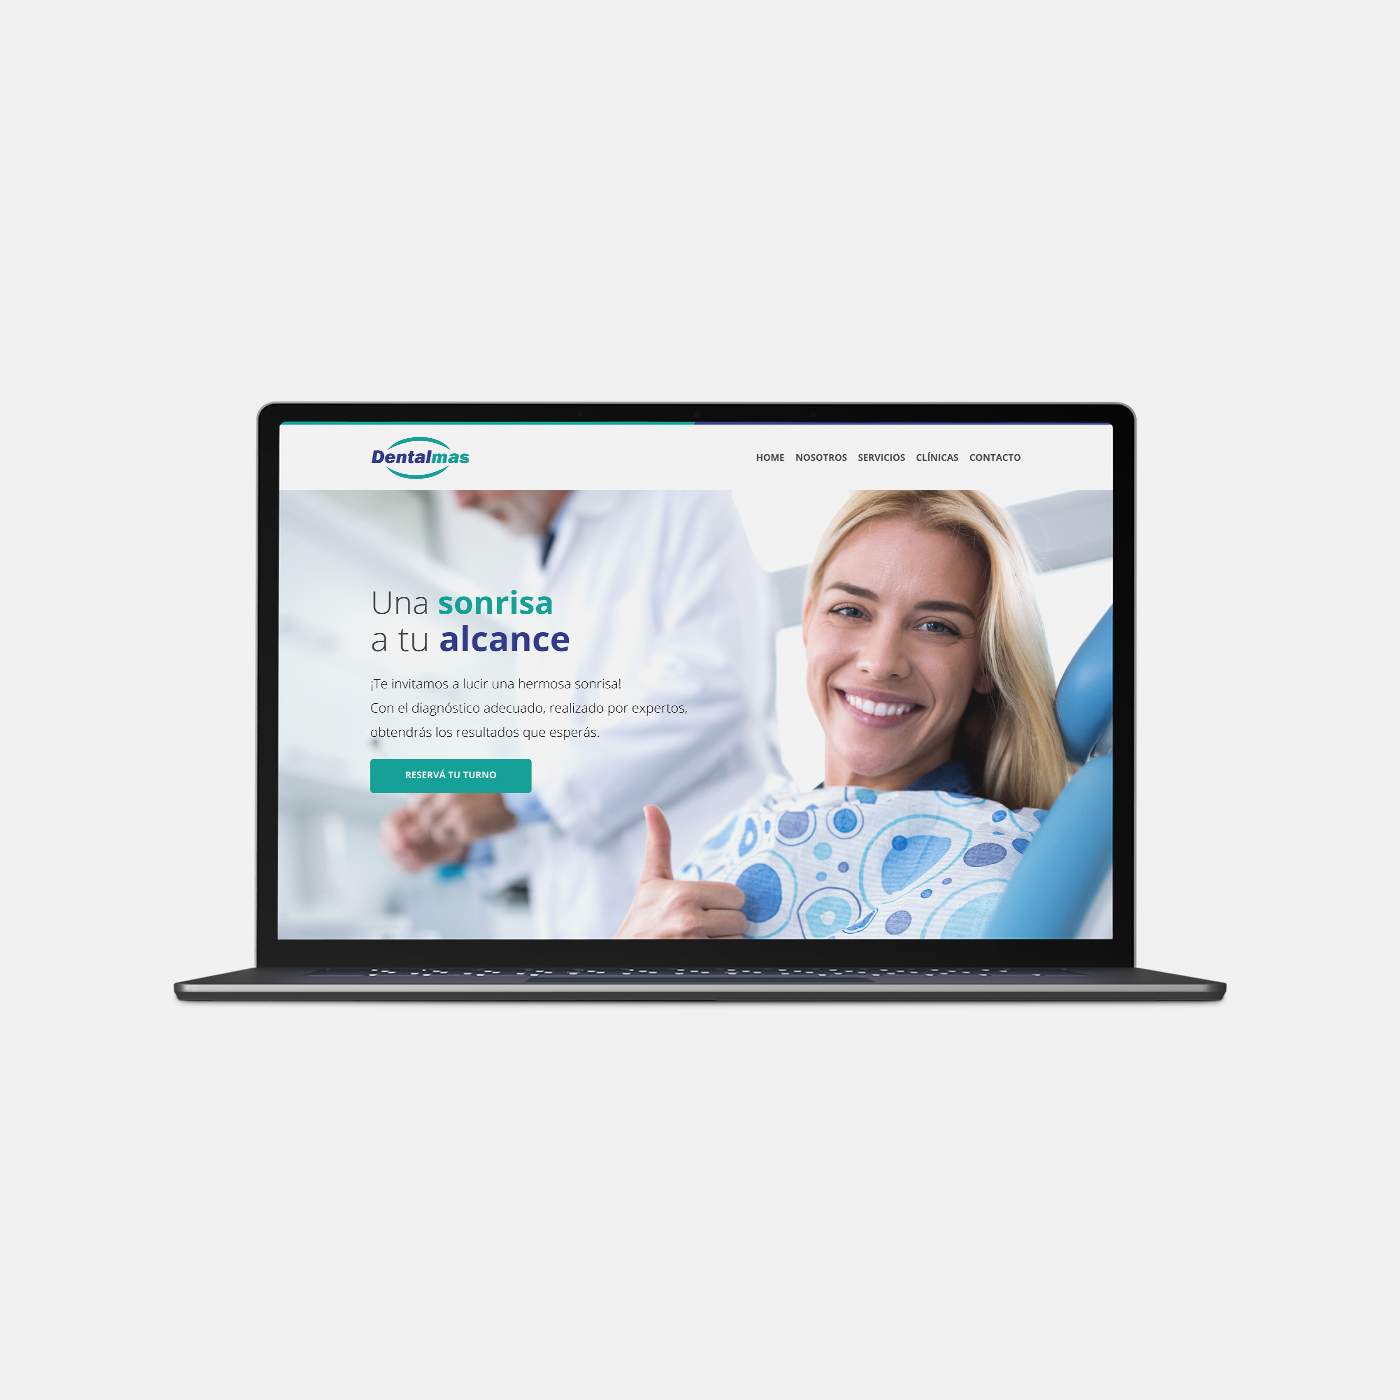 Dentalmas
HOME NOSOTROS SERVICIOS CLÍNICAS CONTACTO
Una sonrisa
a tu alcance
¡Te invitamos a lucir una hermosa sonrisa!
Con el diagnóstico adecuado, realizado por expertos,
obtendrás los resultados que esperás.
RESERVÁ TU TURNO